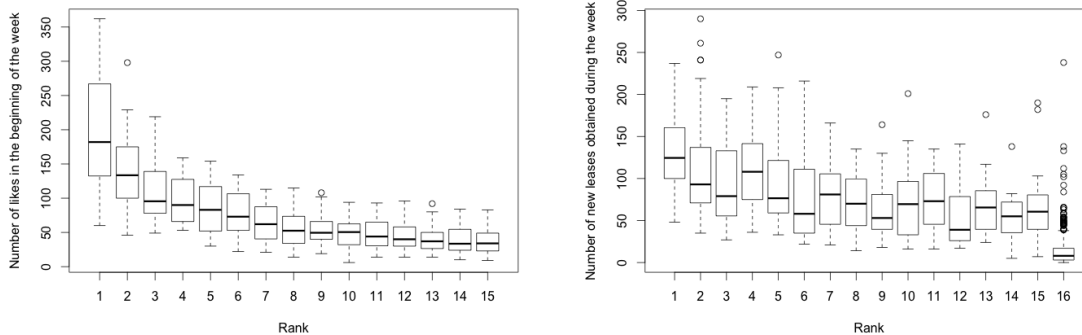 Number of likes in the beginning of the week
350
300
250
200
150
100
50
0
1 2 3 4 5 6 7 8 9 10 11 12 13 14 15
Rank
Number of new leases obtained during the week
300
250
200
150
100
50
0
1 2 3 4 5 6 7 8 9 10 11 12 13 14 15 16
Rank